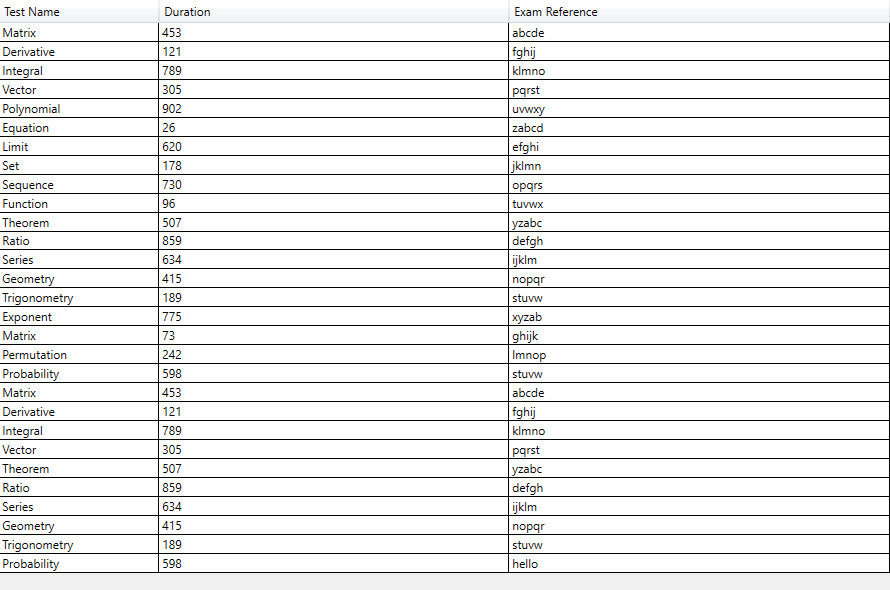 Test Name Duration Exam Reference
Matrix 453 abcde
Derivative 121 fghij
Integral 789 klmno
Vector 305 pqrst
Polynomial 902 uvwxy
Equation 26 zabcd
Limit 620 efghi
Set 178 jklmn
Sequence 730 opqrs
Function 96 tuvwx
Theorem 507 yzabc
Ratio 859 defgh
Series 634 ijklm
Geometry 415 nopqr
Trigonometry 189 stuvw
Exponent 775 xyzab
Matrix 73 ghijk
Permutation 242 lmnop
Probability 598 stuvw
Matrix 453 abcde
Derivative 121 fghij
Integral 789 klmno
Vector 305 pqrst
Theorem 507 yzabc
Ratio 859 defgh
Series 634 ijklm
Geometry 415 nopqr
Trigonometry 189 stuvw
Probability 598 hello